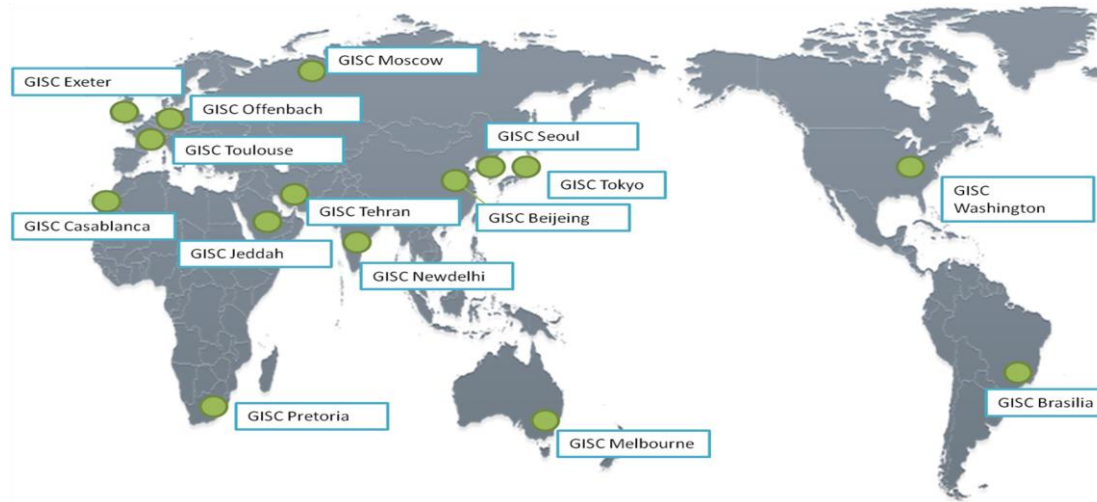 GISC Moscow
GISC Exeter
GISC Offenbach
GISC Seoul
GISC Toulouse
GISC Tokyo
GISC
Washington
GISC Tehran
GISC Beijeing
GISC Casablanca
GISC Jeddah
GISC Newdelhi
GISC Brasilia
GISC Pretoria
GISC Melbourne